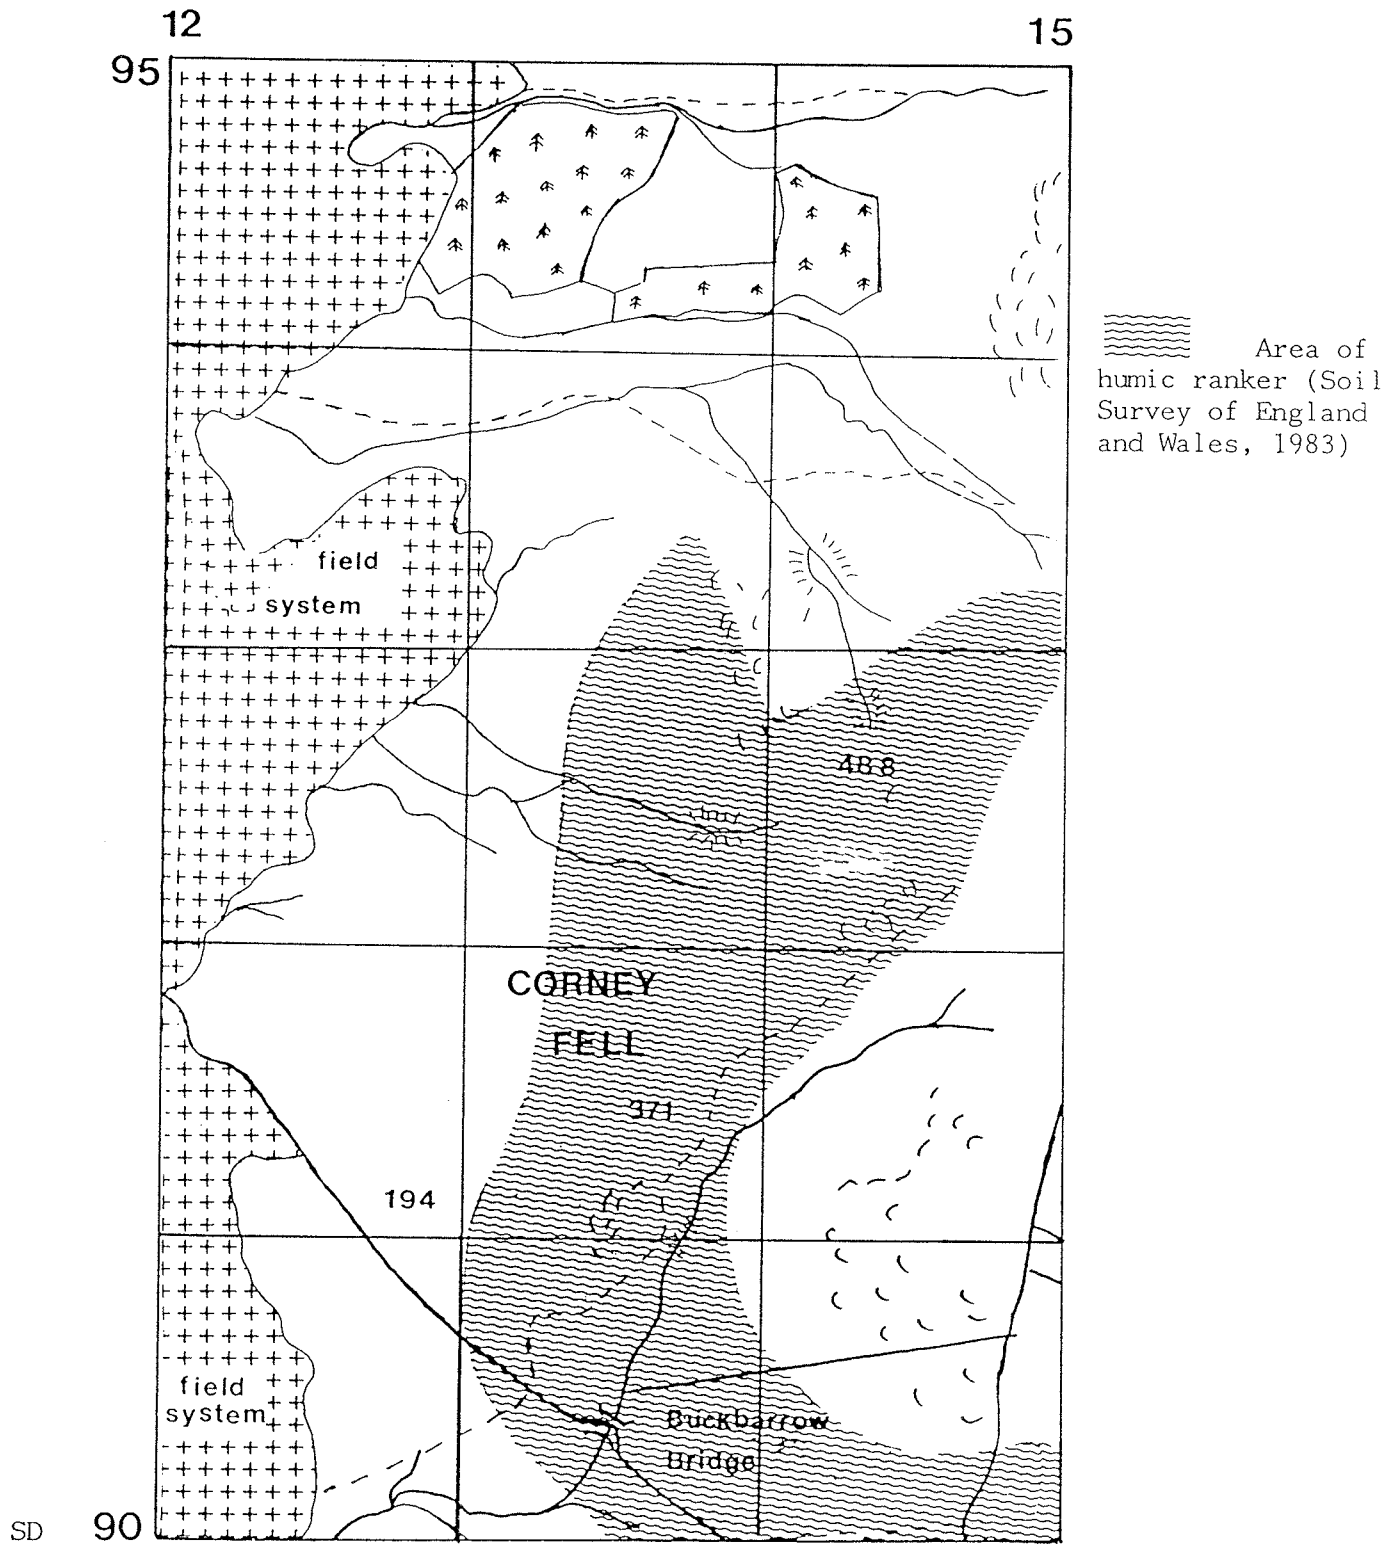 12
15
95
Area of
humic ranker (Soil
Survey of England
and Wales, 1983)
field
system
488
CORNEY
FELL
371
194
field
system
Buckbarrow
Bridge
SD 90